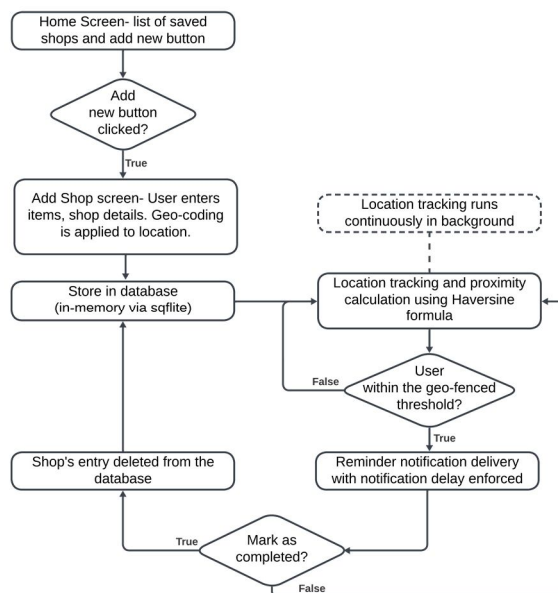 Home Screen- list of saved
shops and add new button
Add
new button
clicked?
True
Add Shop screen- User enters
items, shop details. Geo-coding
is applied to location.
Location tracking runs
continuously in background
Store in database
(in-memory via sqflite)
Location tracking and proximity
calculation using Haversine
formula
User
within the geo-fenced
threshold?
False
True
Shop's entry deleted from the
database
Reminder notification delivery
with notification delay enforced
Mark as
completed?
True
False